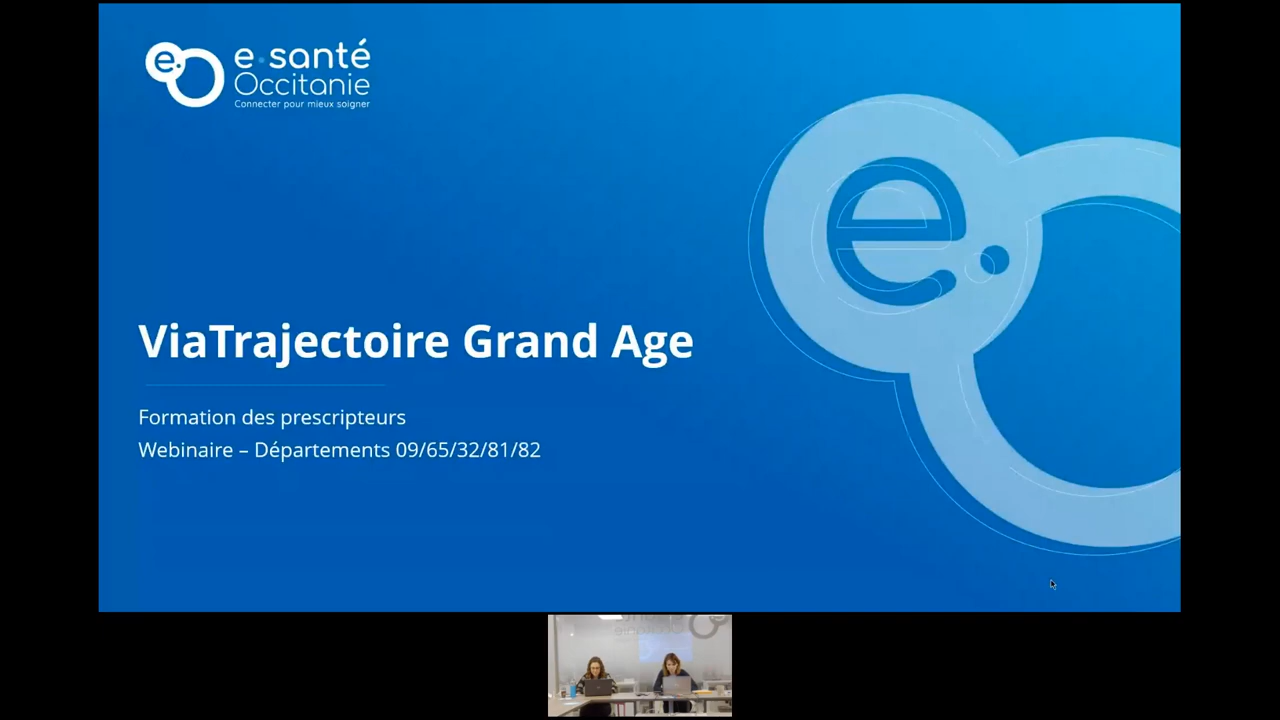 e.santé
Occitanie
Connecter pour mieux soigner
e.
ViaTrajectoire Grand Age
Formation des prescripteurs
Webinaire – Départements 09/65/32/81/82